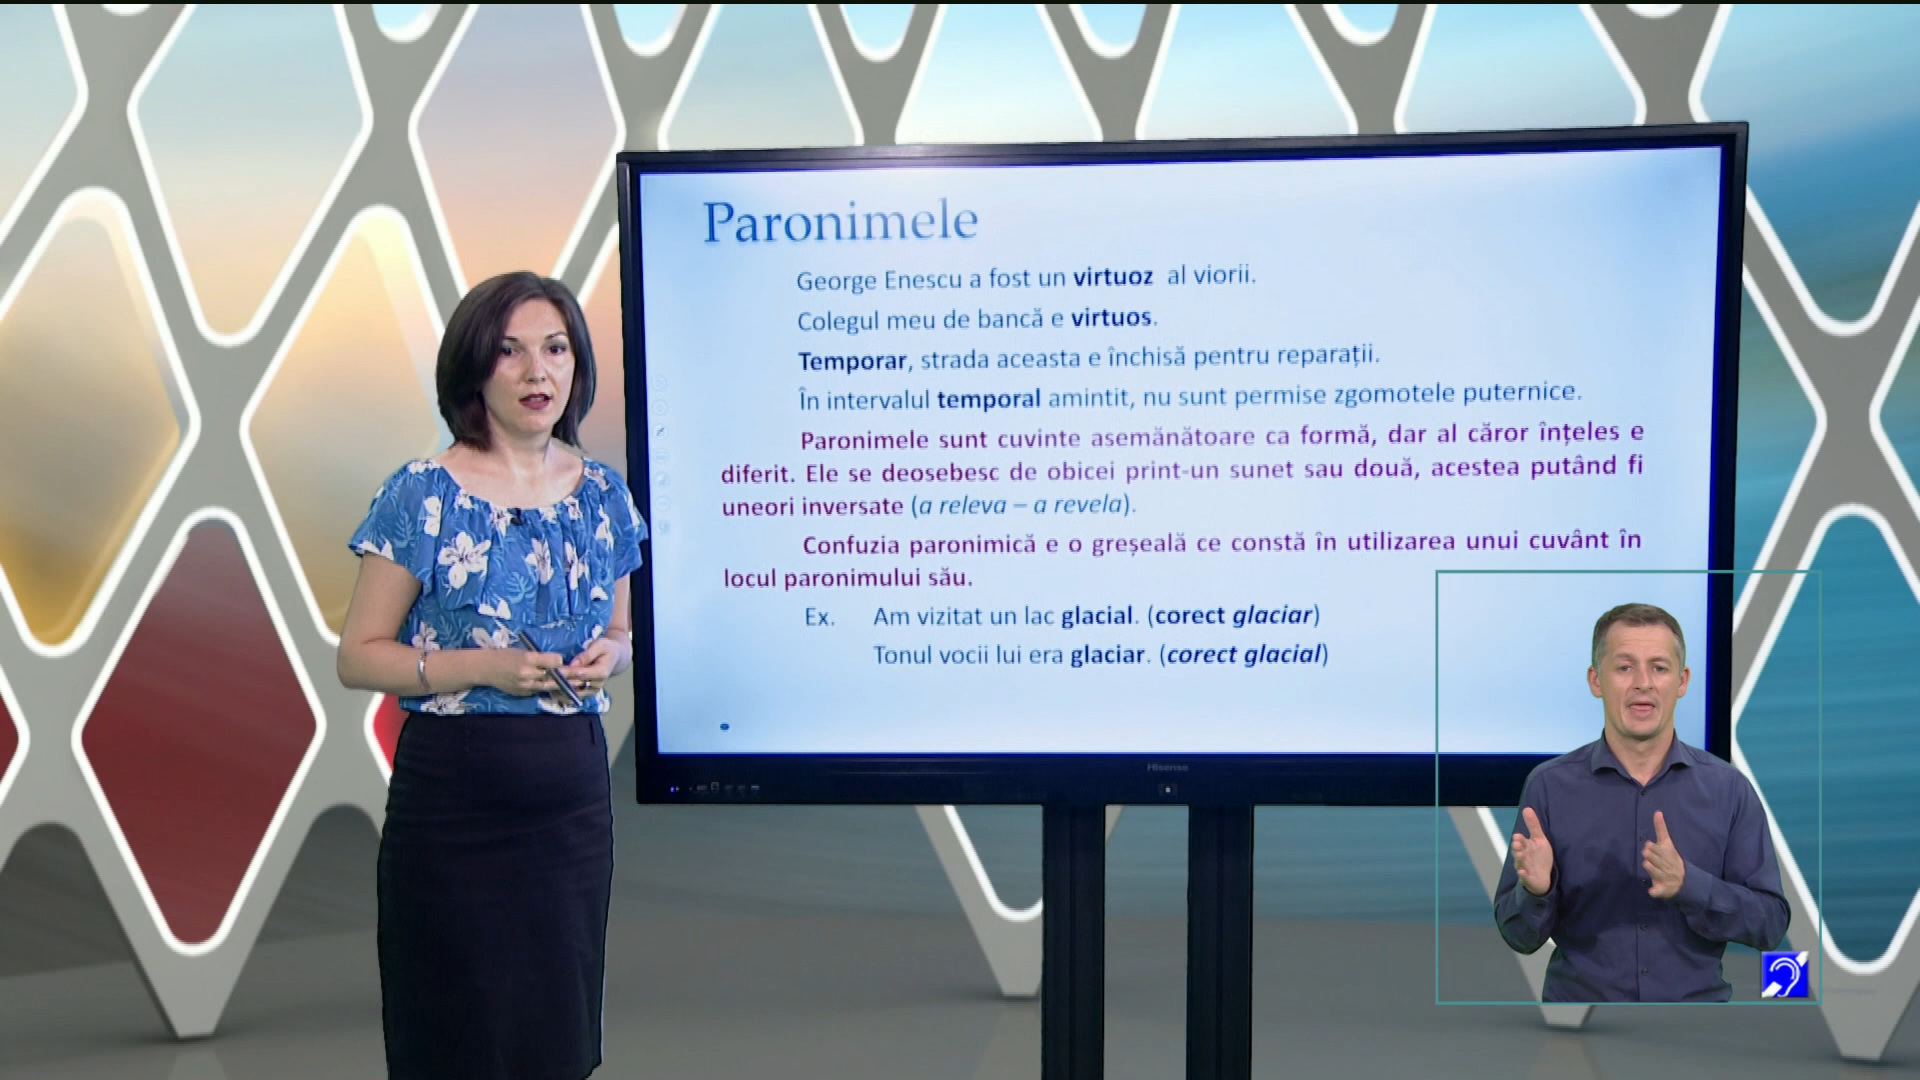 Paronimele
George Enescu a fost un virtuoz al viorii.
Colegul meu de bancă e virtuos.
Temporar, strada aceasta e închisă pentru reparații.
În intervalul temporal amintit, nu sunt permise zgomotele puternice.
Paronimele sunt cuvinte asemănătoare ca formă, dar al căror înțeles e
diferit. Ele se deosebesc de obicei print-un sunet sau două, acestea putând fi
uneori inversate (a releva – a revela).
Confuzia paronimică e o greșeală ce constă în utilizarea unui cuvânt în
locul paronimului său.
Ex. Am vizitat un lac glacial. (corect glaciar)
Tonul vocii lui era glaciar. (corect glacial)
Hisense